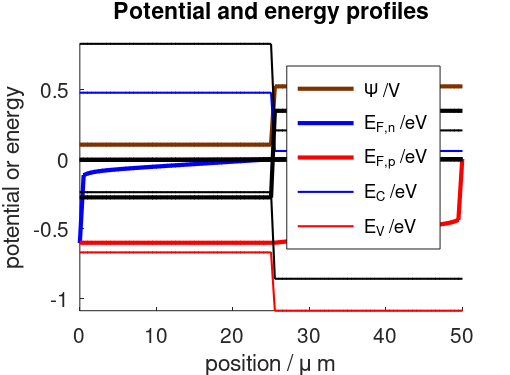 Potential and energy profiles
potential or energy
0.5
0
-0.5
-1
Ψ /V
E_F,n /eV
E_F,p /eV
E_C /eV
E_V /eV
0 10 20 30 40 50
position / μ m